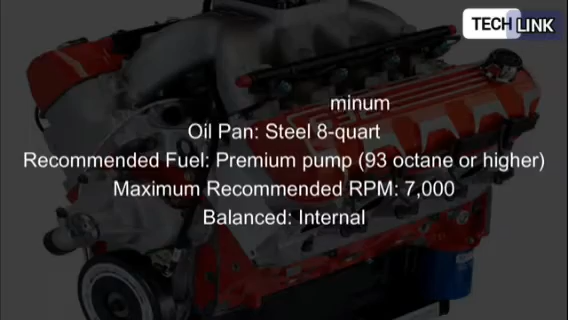 TECH LINK
minum
Oil Pan: Steel 8-quart
Recommended Fuel: Premium pump (93 octane or higher)
Maximum Recommended RPM: 7,000
Balanced: Internal